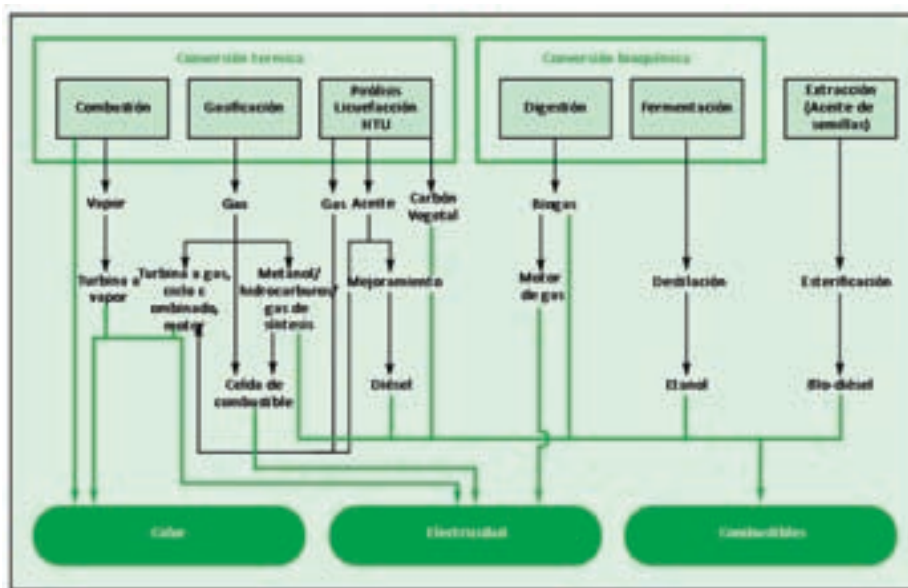 Conversión termica
Conversión bioquímica
Combustión
Gasificación
Pirólisis
Licuefacción
HTU
Digestión
Fermentación
Extracción
(Aceite de
semillas)
Vapor
Gas
Gas
Aceite
Carbón
Vegetal
Biogas
Turbina a
vapor
Turbina a gas,
ciclo c
ombinado,
motor
Metanol/
hidrocarburos/
gas de
síntesis
Mejoramiento
Motor
de gas
Destilación
Esterificación
Celda de
combustible
Diésel
Etanol
Bio-diésel
Calor
Electricidad
Combustibles